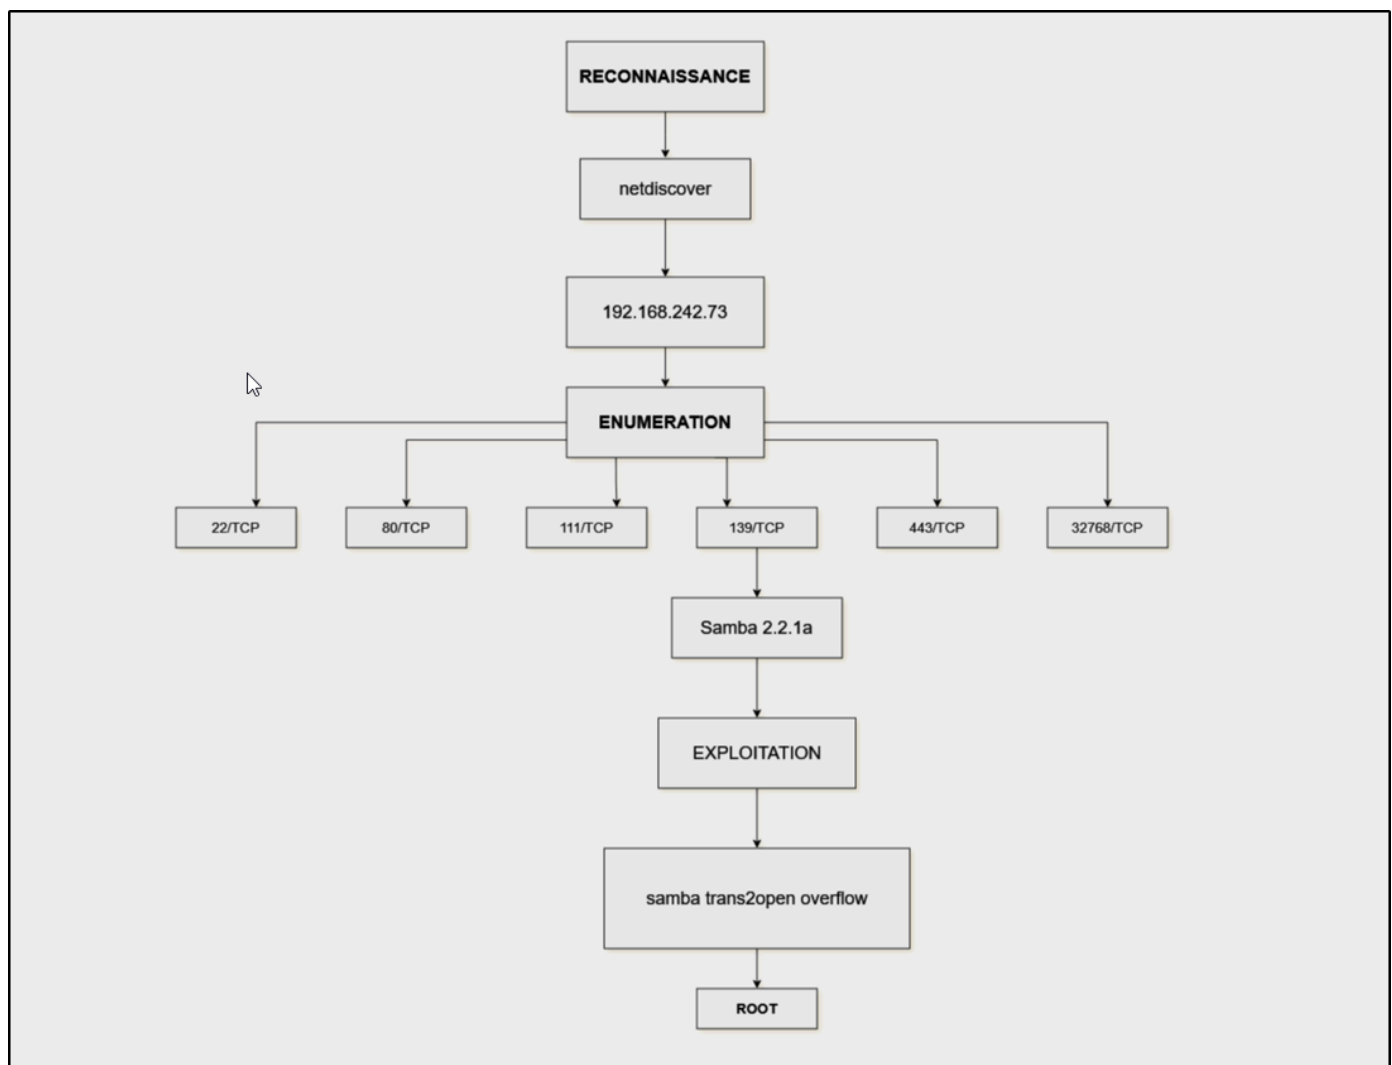 RECONNAISSANCE
netdiscover
192.168.242.73
ENUMERATION
22/TCP
80/TCP
111/TCP
139/TCP
443/TCP
32768/TCP
Samba 2.2.1a
EXPLOITATION
samba trans2open overflow
ROOT